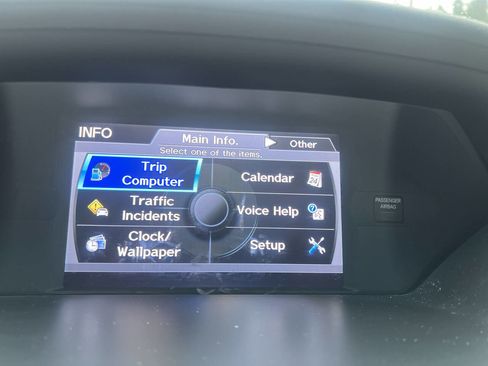 INFO
Main Info.
Other
Select one of the items.
Trip
Computer
Calendar
24
Traffic
Incidents
Voice Help
Clock/
Wallpaper
Setup
PASSENGER
AIRBAG